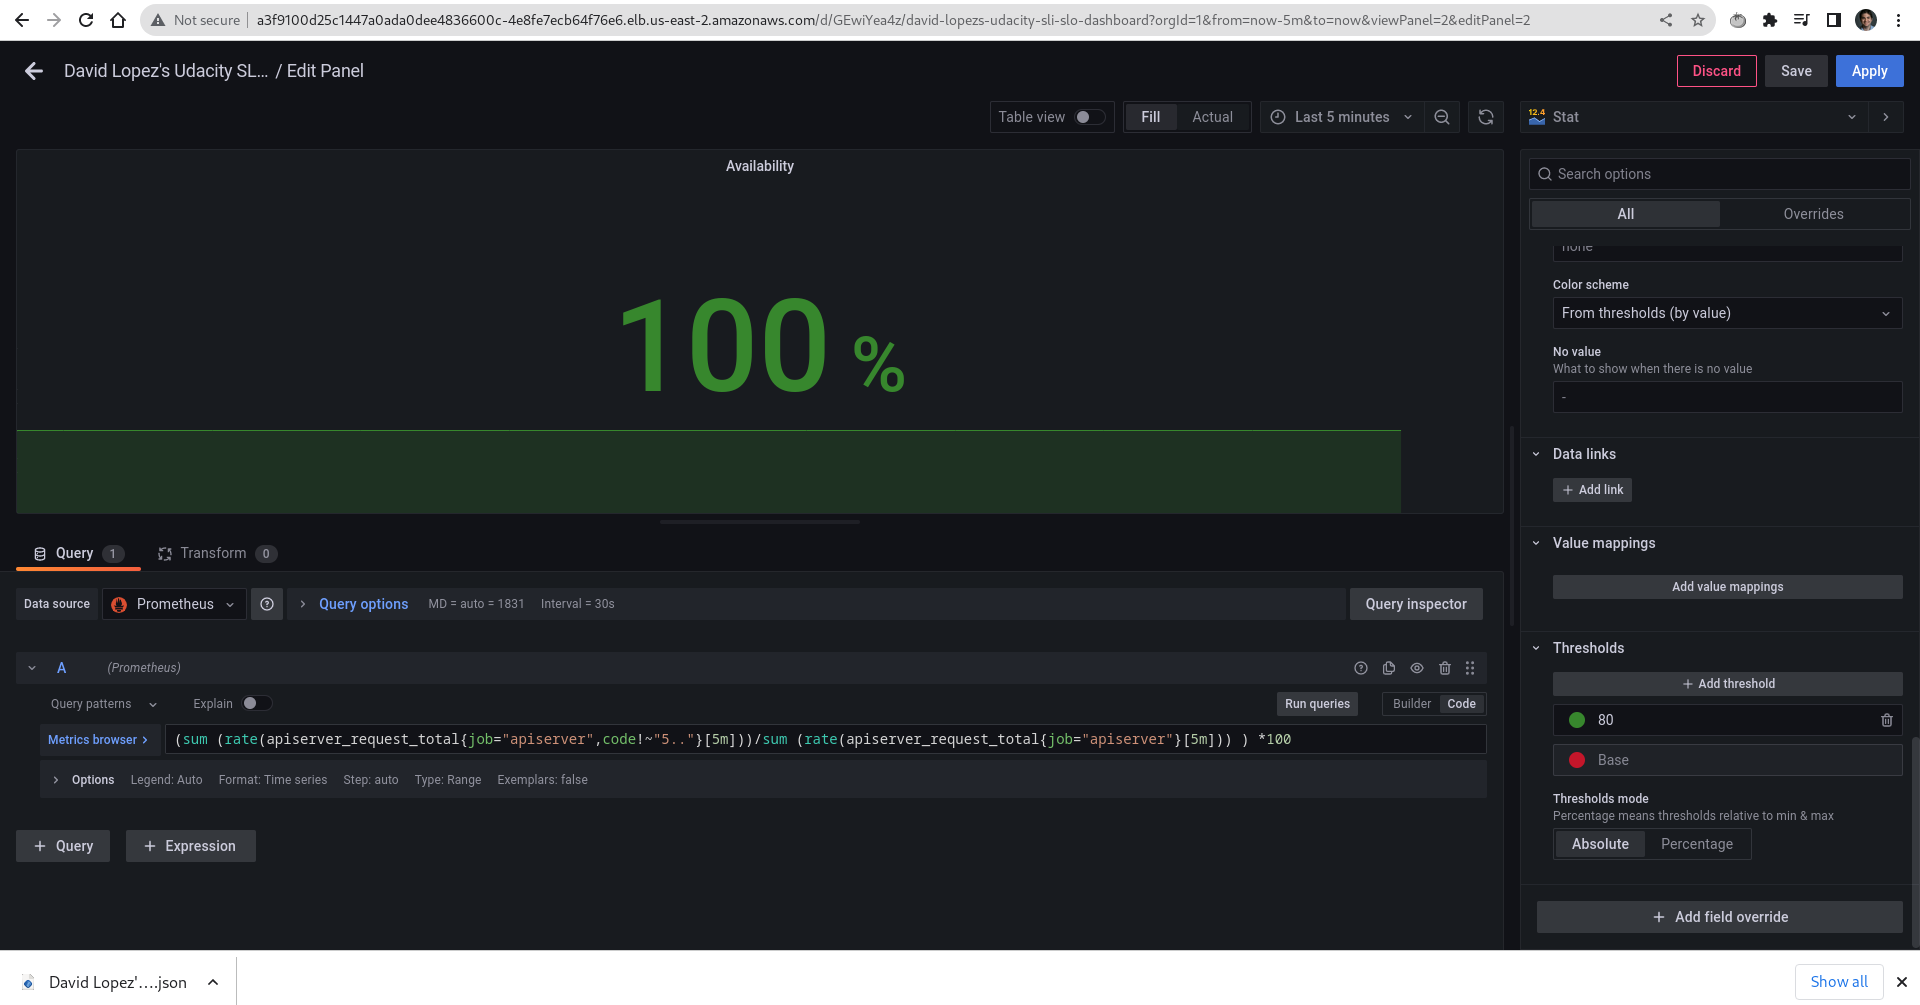 Not secure
a3f9100d25c1447a0ada0dee4836600c-4e8fe7ecb64f76e6.elb.us-east-2.amazonaws.com/d/GEwiYea4z/david-lopezs-udacity-sli-slo-dashboard?orgId=1&from=now-5m&to=now&viewPanel=2&editPanel=2
David Lopez's Udacity SL... / Edit Panel
Discard
Save
Apply
Table view
Fill
Actual
Last 5 minutes
12.4
Stat
Availability
100 %
Search options
All
Overrides
none
Color scheme
From thresholds (by value)
No value
What to show when there is no value
-
Data links
+ Add link
Value mappings
Add value mappings
Thresholds
+ Add threshold
80
Base
Thresholds mode
Percentage means thresholds relative to min & max
Absolute
Percentage
+ Add field override
Query 1
Transform 0
Data source
Prometheus
Query options
MD = auto = 1831
Interval = 30s
Query inspector
A
(Prometheus)
Query patterns
Explain
Run queries
Builder
Code
Metrics browser >
(sum (rate(apiserver_request_total{job="apiserver",code!~"5.."}[5m]))/sum (rate(apiserver_request_total{job="apiserver"}[5m])) ) *100
Options
Legend: Auto
Format: Time series
Step: auto
Type: Range
Exemplars: false
+ Query
+ Expression
David Lopez'....json
Show all